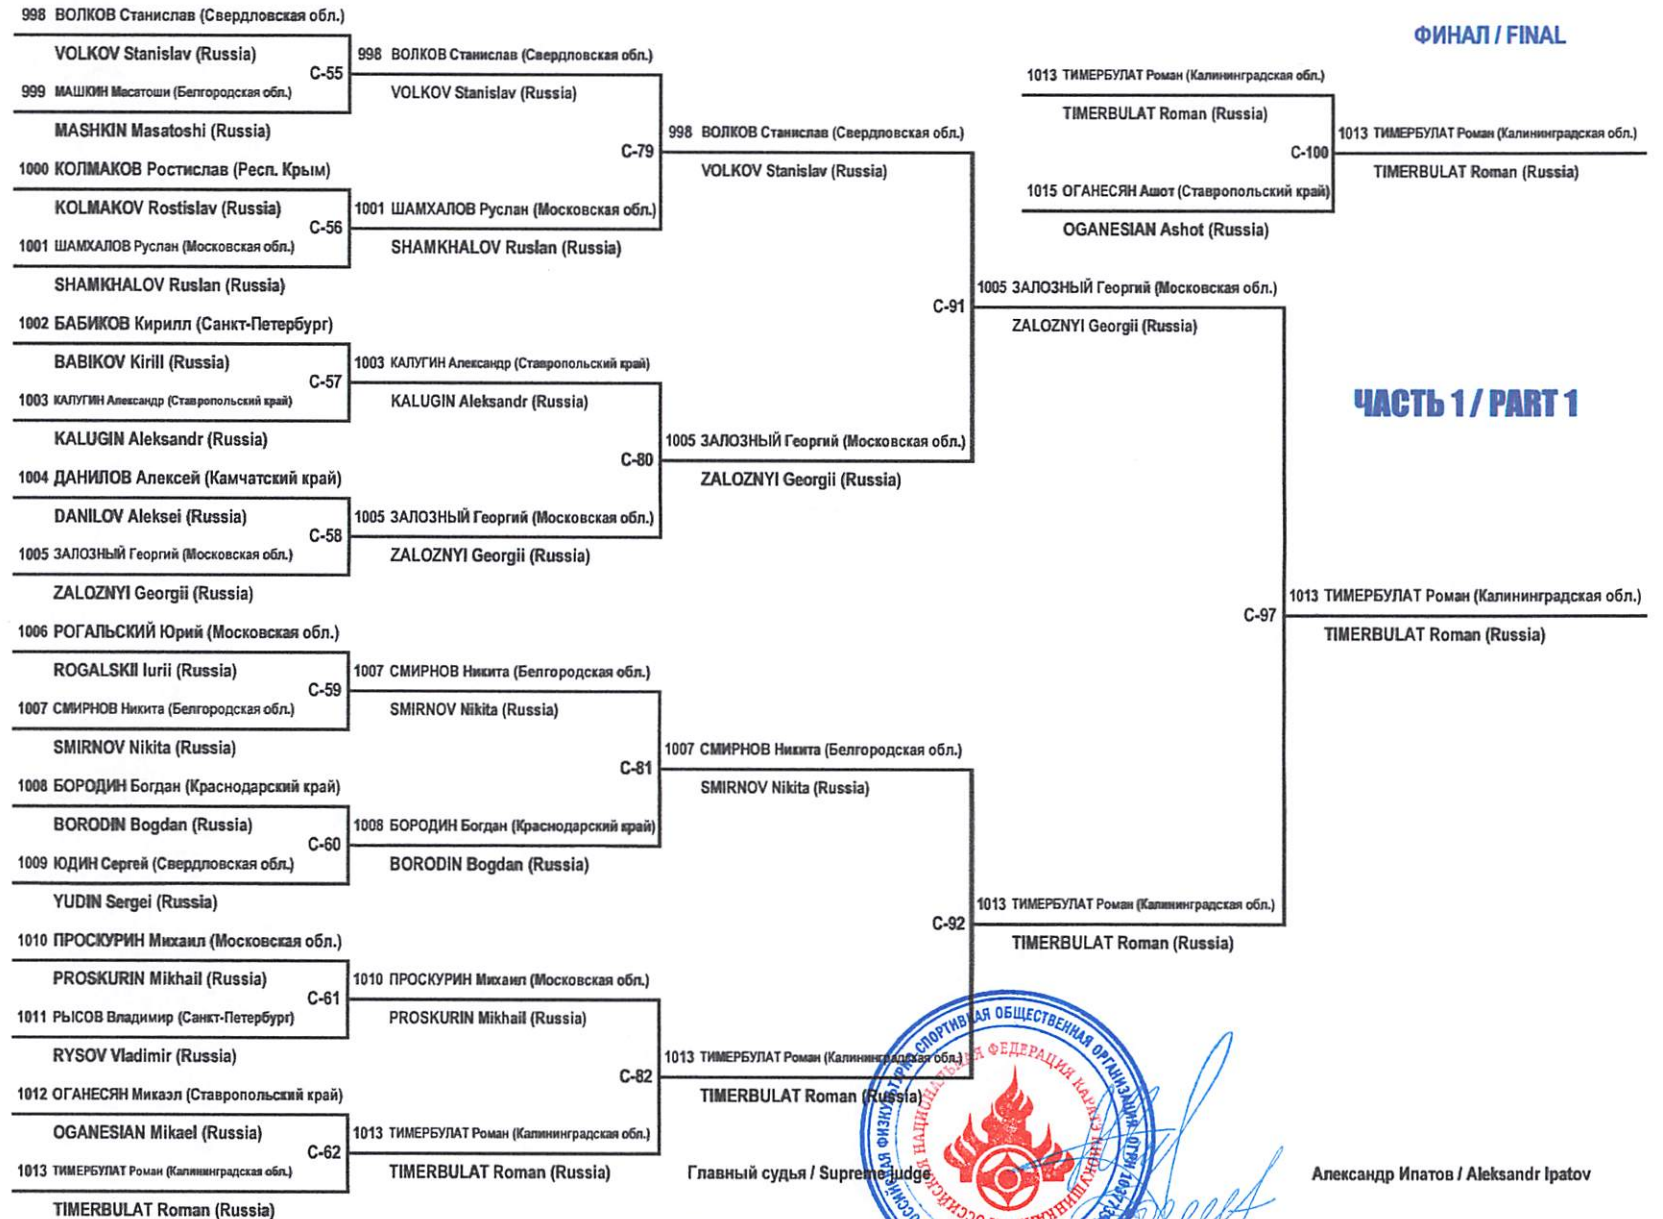 998 ВОЛКОВ Станислав (Свердловская обл.)
VOLKOV Stanislav (Russia)
C-55
999 МАШКИН Масатоши (Белгородская обл.)
MASHKIN Masatoshi (Russia)
1000 КОЛМАКОВ Ростислав (Респ. Крым)
KOLMAKOV Rostislav (Russia)
C-56
1001 ШАМХАЛОВ Руслан (Московская обл.)
SHAMKHALOV Ruslan (Russia)
1002 БАБИКОВ Кирилл (Санкт-Петербург)
BABIKOV Kirill (Russia)
C-57
1003 КАЛУГИН Александр (Ставропольский край)
KALUGIN Aleksandr (Russia)
1004 ДАНИЛОВ Алексей (Камчатский край)
DANILOV Aleksei (Russia)
C-58
1005 ЗАЛОЗНЫЙ Георгий (Московская обл.)
ZALOZNYI Georgii (Russia)
1006 РОГАЛЬСКИЙ Юрий (Московская обл.)
ROGALSKII Iurii (Russia)
C-59
1007 СМИРНОВ Никита (Белгородская обл.)
SMIRNOV Nikita (Russia)
1008 БОРОДИН Богдан (Краснодарский край)
BORODIN Bogdan (Russia)
C-60
1009 ЮДИН Сергей (Свердловская обл.)
YUDIN Sergei (Russia)
1010 ПРОСКУРИН Михаил (Московская обл.)
PROSKURIN Mikhail (Russia)
C-61
1011 РЫСОВ Владимир (Санкт-Петербург)
RYSOV Vladimir (Russia)
1012 ОГАНЕСЯН Микаэл (Ставропольский край)
OGANESIAN Mikael (Russia)
C-62
1013 ТИМЕРБУЛАТ Роман (Калининградская обл.)
TIMERBULAT Roman (Russia)
998 ВОЛКОВ Станислав (Свердловская обл.)
VOLKOV Stanislav (Russia)
C-79
1001 ШАМХАЛОВ Руслан (Московская обл.)
SHAMKHALOV Ruslan (Russia)
1003 КАЛУГИН Александр (Ставропольский край)
KALUGIN Aleksandr (Russia)
C-80
1005 ЗАЛОЗНЫЙ Георгий (Московская обл.)
ZALOZNYI Georgii (Russia)
1007 СМИРНОВ Никита (Белгородская обл.)
SMIRNOV Nikita (Russia)
C-81
1008 БОРОДИН Богдан (Краснодарский край)
BORODIN Bogdan (Russia)
1010 ПРОСКУРИН Михаил (Московская обл.)
PROSKURIN Mikhail (Russia)
C-82
1013 ТИМЕРБУЛАТ Роман (Калининградская обл.)
TIMERBULAT Roman (Russia)
998 ВОЛКОВ Станислав (Свердловская обл.)
VOLKOV Stanislav (Russia)
C-91
1005 ЗАЛОЗНЫЙ Георгий (Московская обл.)
ZALOZNYI Georgii (Russia)
1007 СМИРНОВ Никита (Белгородская обл.)
SMIRNOV Nikita (Russia)
C-92
1013 ТИМЕРБУЛАТ Роман (Калининградская обл.)
TIMERBULAT Roman (Russia)
1005 ЗАЛОЗНЫЙ Георгий (Московская обл.)
ZALOZNYI Georgii (Russia)
C-97
1013 ТИМЕРБУЛАТ Роман (Калининградская обл.)
TIMERBULAT Roman (Russia)
1013 ТИМЕРБУЛАТ Роман (Калининградская обл.)
TIMERBULAT Roman (Russia)
ФИНАЛ / FINAL
1013 ТИМЕРБУЛАТ Роман (Калининградская обл.)
TIMERBULAT Roman (Russia)
C-100
1015 ОГАНЕСЯН Ашот (Ставропольский край)
OGANESIAN Ashot (Russia)
1013 ТИМЕРБУЛАТ Роман (Калининградская обл.)
TIMERBULAT Roman (Russia)
ЧАСТЬ 1 / PART 1
Главный судья / Supreme judge
Александр Ипатов / Aleksandr Ipatov
СПОРТИВНАЯ ОБЩЕСТВЕННАЯ ОРГАНИЗАЦИЯ
НАЦИОНАЛЬНАЯ ФЕДЕРАЦИЯ КАРАТЭ